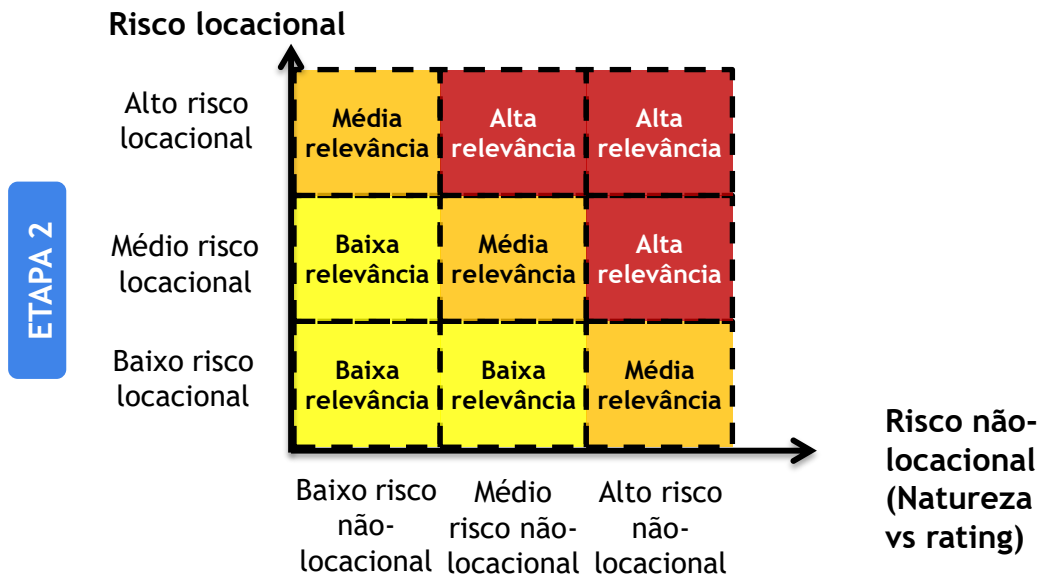 Risco locacional
Alto risco
locacional
Média
relevância
Alta
relevância
Alta
relevância
ETAPA 2
Médio risco
locacional
Baixa
relevância
Média
relevância
Alta
relevância
Baixo risco
locacional
Baixa
relevância
Baixa
relevância
Média
relevância
Baixo risco
não-
locacional
Médio
risco não-
locacional
Alto risco
não-
locacional
Risco não-
locacional
(Natureza
vs rating)